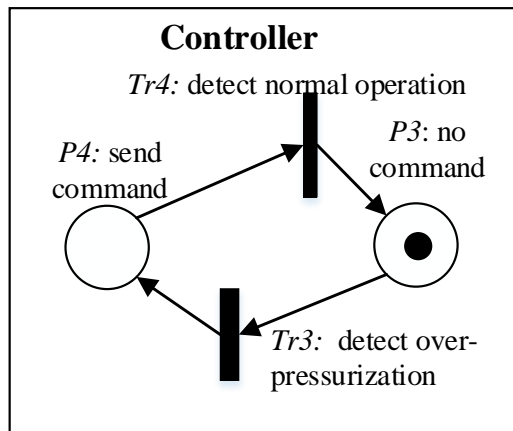 Controller
Tr4: detect normal operation
P4: send
command
P3: no
command
Tr3: detect over-
pressurization